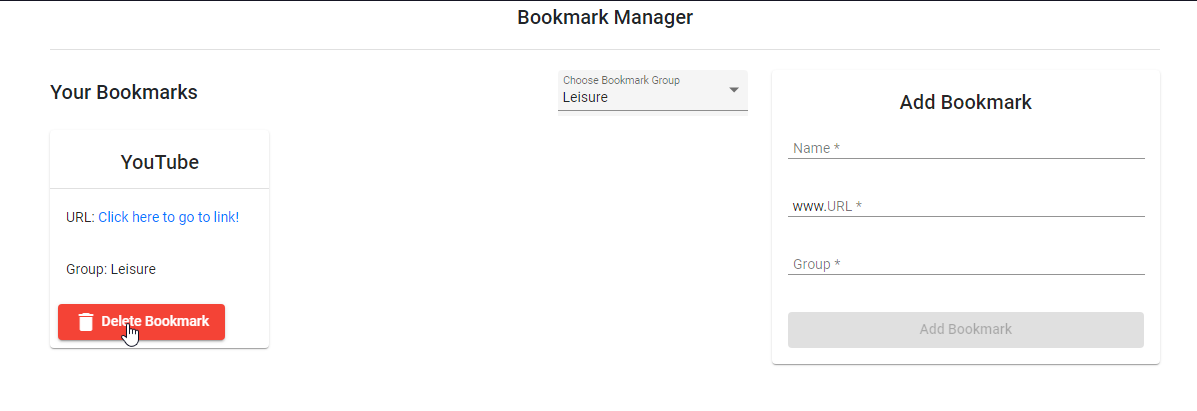 Bookmark Manager
Your Bookmarks
Choose Bookmark Group
Leisure
YouTube
URL: Click here to go to link!
Group: Leisure
Delete Bookmark
Add Bookmark
Name *
www.URL *
Group *
Add Bookmark